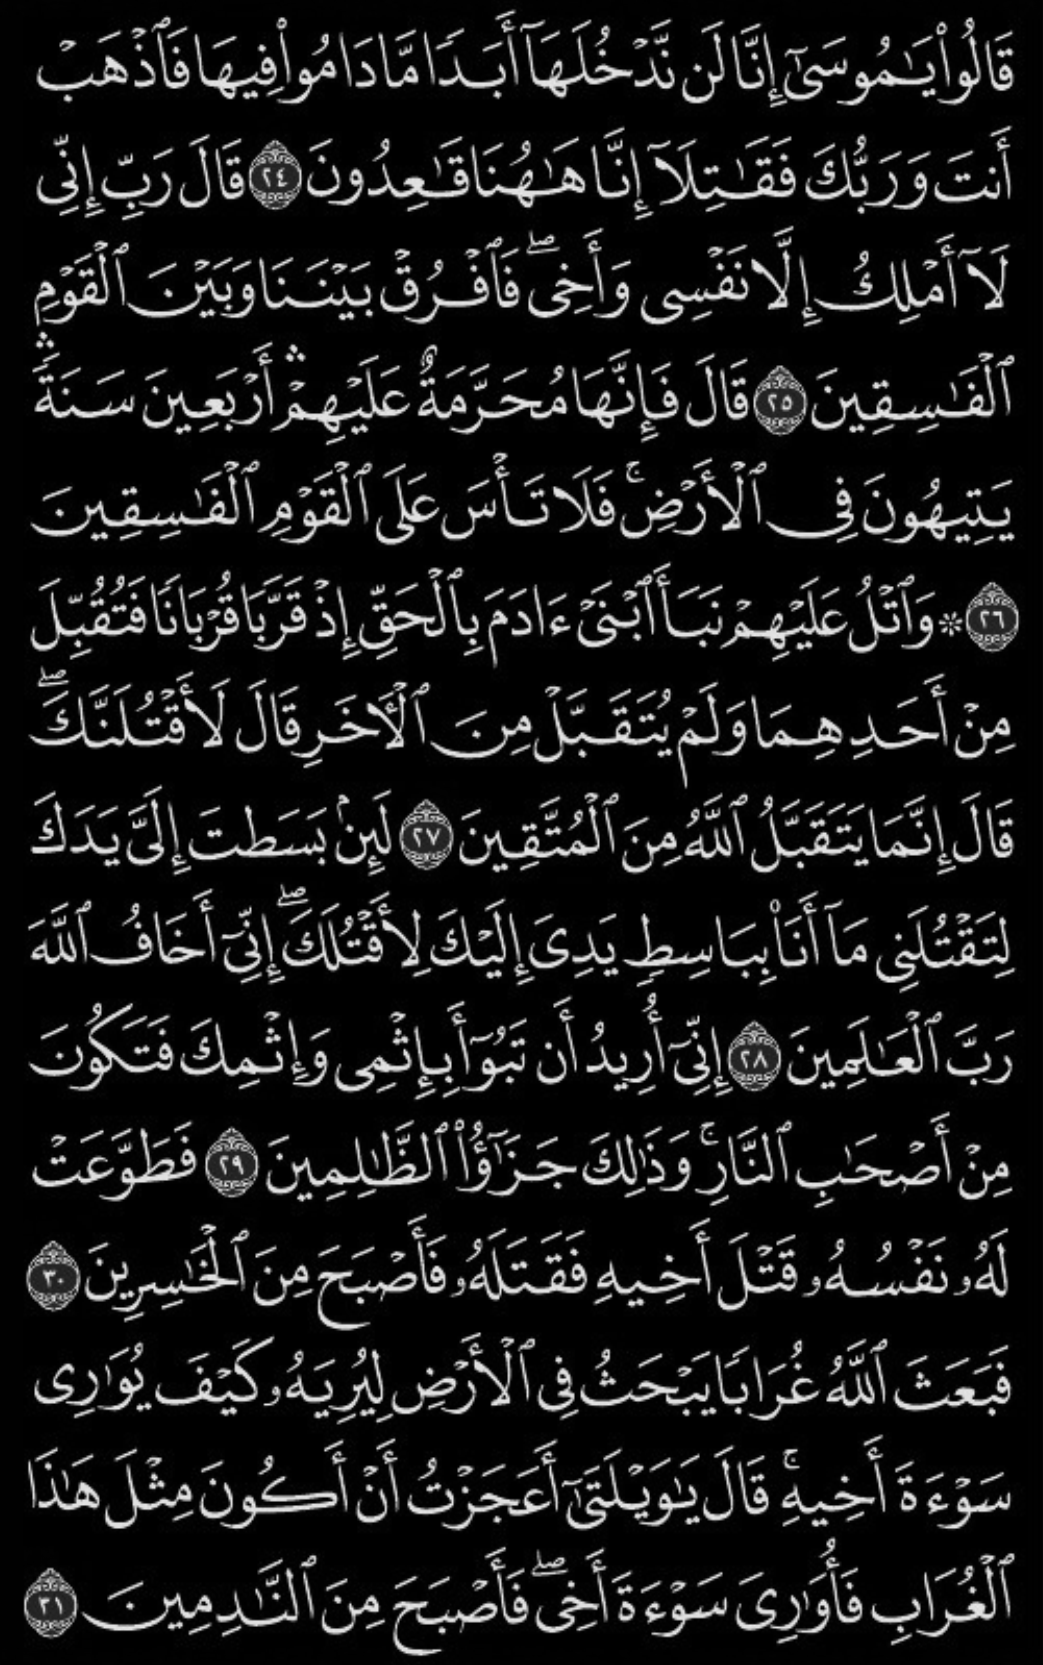 قَالُوا۟ يَـٰمُوسَىٰٓ إِنَّا لَن نَّدْخُلَهَآ أَبَدًا مَّا دَامُوا۟ فِيهَا فَٱذْهَبْ
أَنتَ وَرَبُّكَ فَقَـٰتِلَآ إِنَّا هَـٰهُنَا قَـٰعِدُونَ ٢٤ قَالَ رَبِّ إِنِّى
لَآ أَمْلِكُ إِلَّا نَفْسِى وَأَخِى ۖ فَٱفْرُقْ بَيْنَنَا وَبَيْنَ ٱلْقَوْمِ
ٱلْفَـٰسِقِينَ ٢٥ قَالَ فَإِنَّهَا مُحَرَّمَةٌ عَلَيْهِمْ ۛ أَرْبَعِينَ سَنَةً ۛ
يَتِيهُونَ فِى ٱلْأَرْضِ ۚ فَلَا تَأْسَ عَلَى ٱلْقَوْمِ ٱلْفَـٰسِقِينَ
٢٦ ۞ وَٱتْلُ عَلَيْهِمْ نَبَأَ ٱبْنَىْ ءَادَمَ بِٱلْحَقِّ إِذْ قَرَّبَا قُرْبَانًا فَتُقُبِّلَ
مِنْ أَحَدِهِمَا وَلَمْ يُتَقَبَّلْ مِنَ ٱلْـَٔاخَرِ قَالَ لَأَقْتُلَنَّكَ ۖ
قَالَ إِنَّمَا يَتَقَبَّلُ ٱللَّهُ مِنَ ٱلْمُتَّقِينَ ٢٧ لَئِنۢ بَسَطتَ إِلَىَّ يَدَكَ
لِتَقْتُلَنِى مَآ أَنَا۠ بِبَاسِطٍ يَدِىَ إِلَيْكَ لِأَقْتُلَكَ ۖ إِنِّىٓ أَخَافُ ٱللَّهَ
رَبَّ ٱلْعَـٰلَمِينَ ٢٨ إِنِّىٓ أُرِيدُ أَن تَبُوٓأَ بِإِثْمِى وَإِثْمِكَ فَتَكُونَ
مِنْ أَصْحَـٰبِ ٱلنَّارِ ۚ وَذَٰلِكَ جَزَٰٓؤُا۟ ٱلظَّـٰلِمِينَ ٢٩ فَطَوَّعَتْ
لَهُۥ نَفْسُهُۥ قَتْلَ أَخِيهِ فَقَتَلَهُۥ فَأَصْبَحَ مِنَ ٱلْخَـٰسِرِينَ ٣٠
فَبَعَثَ ٱللَّهُ غُرَابًا يَبْحَثُ فِى ٱلْأَرْضِ لِيُرِيَهُۥ كَيْفَ يُوَٰرِى
سَوْءَةَ أَخِيهِ ۚ قَالَ يَـٰوَيْلَتَىٰٓ أَعَجَزْتُ أَنْ أَكُونَ مِثْلَ هَـٰذَا
ٱلْغُرَابِ فَأُوَٰرِىَ سَوْءَةَ أَخِى ۖ فَأَصْبَحَ مِنَ ٱلنَّـٰدِمِينَ ٣١